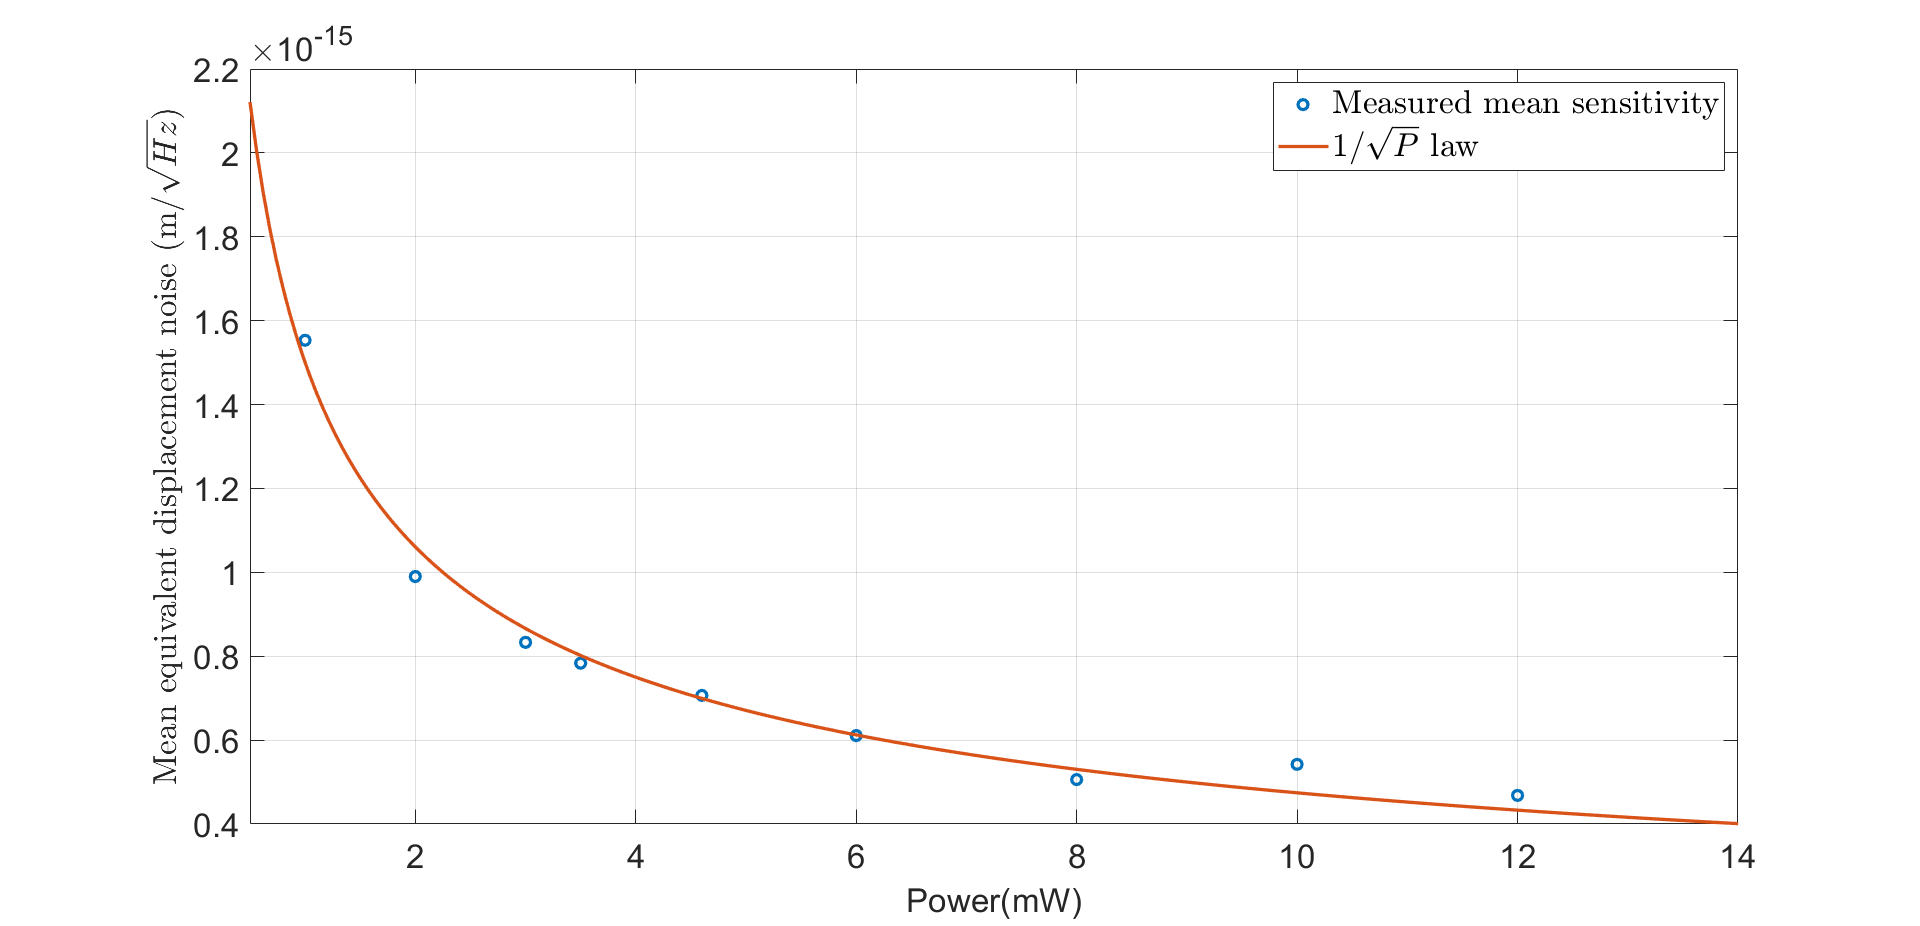 ×10-15
2.2
2
1.8
1.6
1.4
1.2
1
0.8
0.6
0.4
Mean equivalent displacement noise (m/√Hz)
Measured mean sensitivity
1/√P law
2 4 6 8 10 12 14
Power(mW)